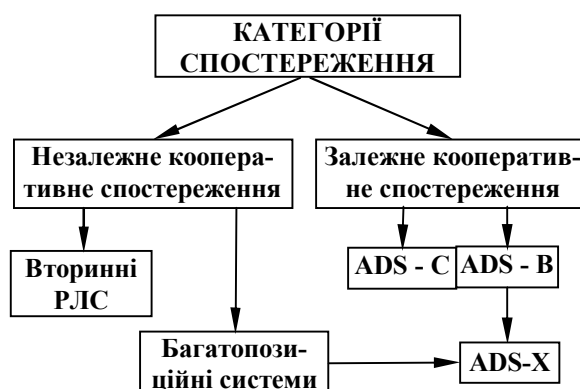 КАТЕГОРІЇ
СПОСТЕРЕЖЕННЯ
Незалежне коопера-
тивне спостереження
Залежне кооператив-
не спостереження
Вторинні
РЛС
ADS - C
ADS - B
Багатопози-
ційні системи
ADS-X